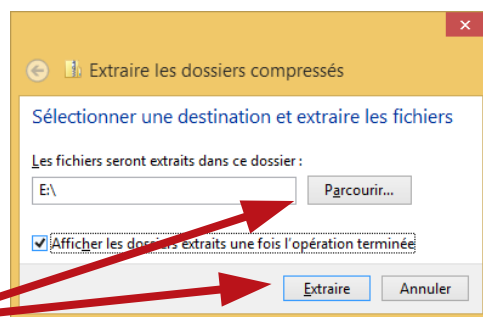 Extraire les dossiers compressés
Sélectionner une destination et extraire les fichiers
Les fichiers seront extraits dans ce dossier :
E:\
Parcourir...
Afficher les dossiers extraits une fois l'opération terminée
Extraire Annuler